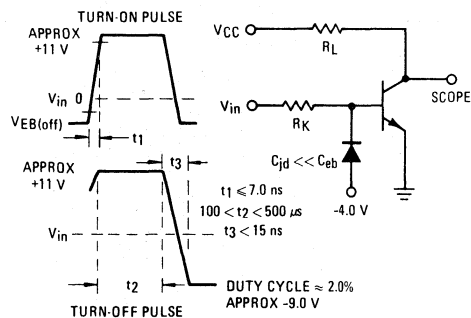 TURN-ON PULSE
APPROX
+11 V
Vin 0
VEB(off)
t1
t3
APPROX
+11 V
Vin
t2
TURN-OFF PULSE
t1 ⩽ 7.0 ns
100 < t2 < 500 μs
t3 < 15 ns
DUTY CYCLE ≈ 2.0%
APPROX -9.0 V
VCC
RL
SCOPE
Vin
RK
Cjd << Ceb
-4.0 V